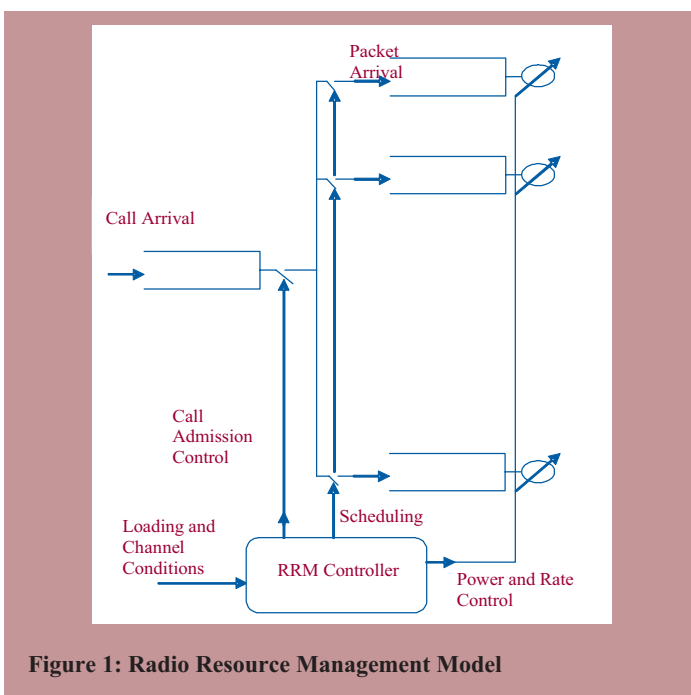 Packet
Arrival
Call Arrival
Call
Admission
Control
Scheduling
Loading and
Channel
Conditions
RRM Controller
Power and Rate
Control
Figure 1: Radio Resource Management Model